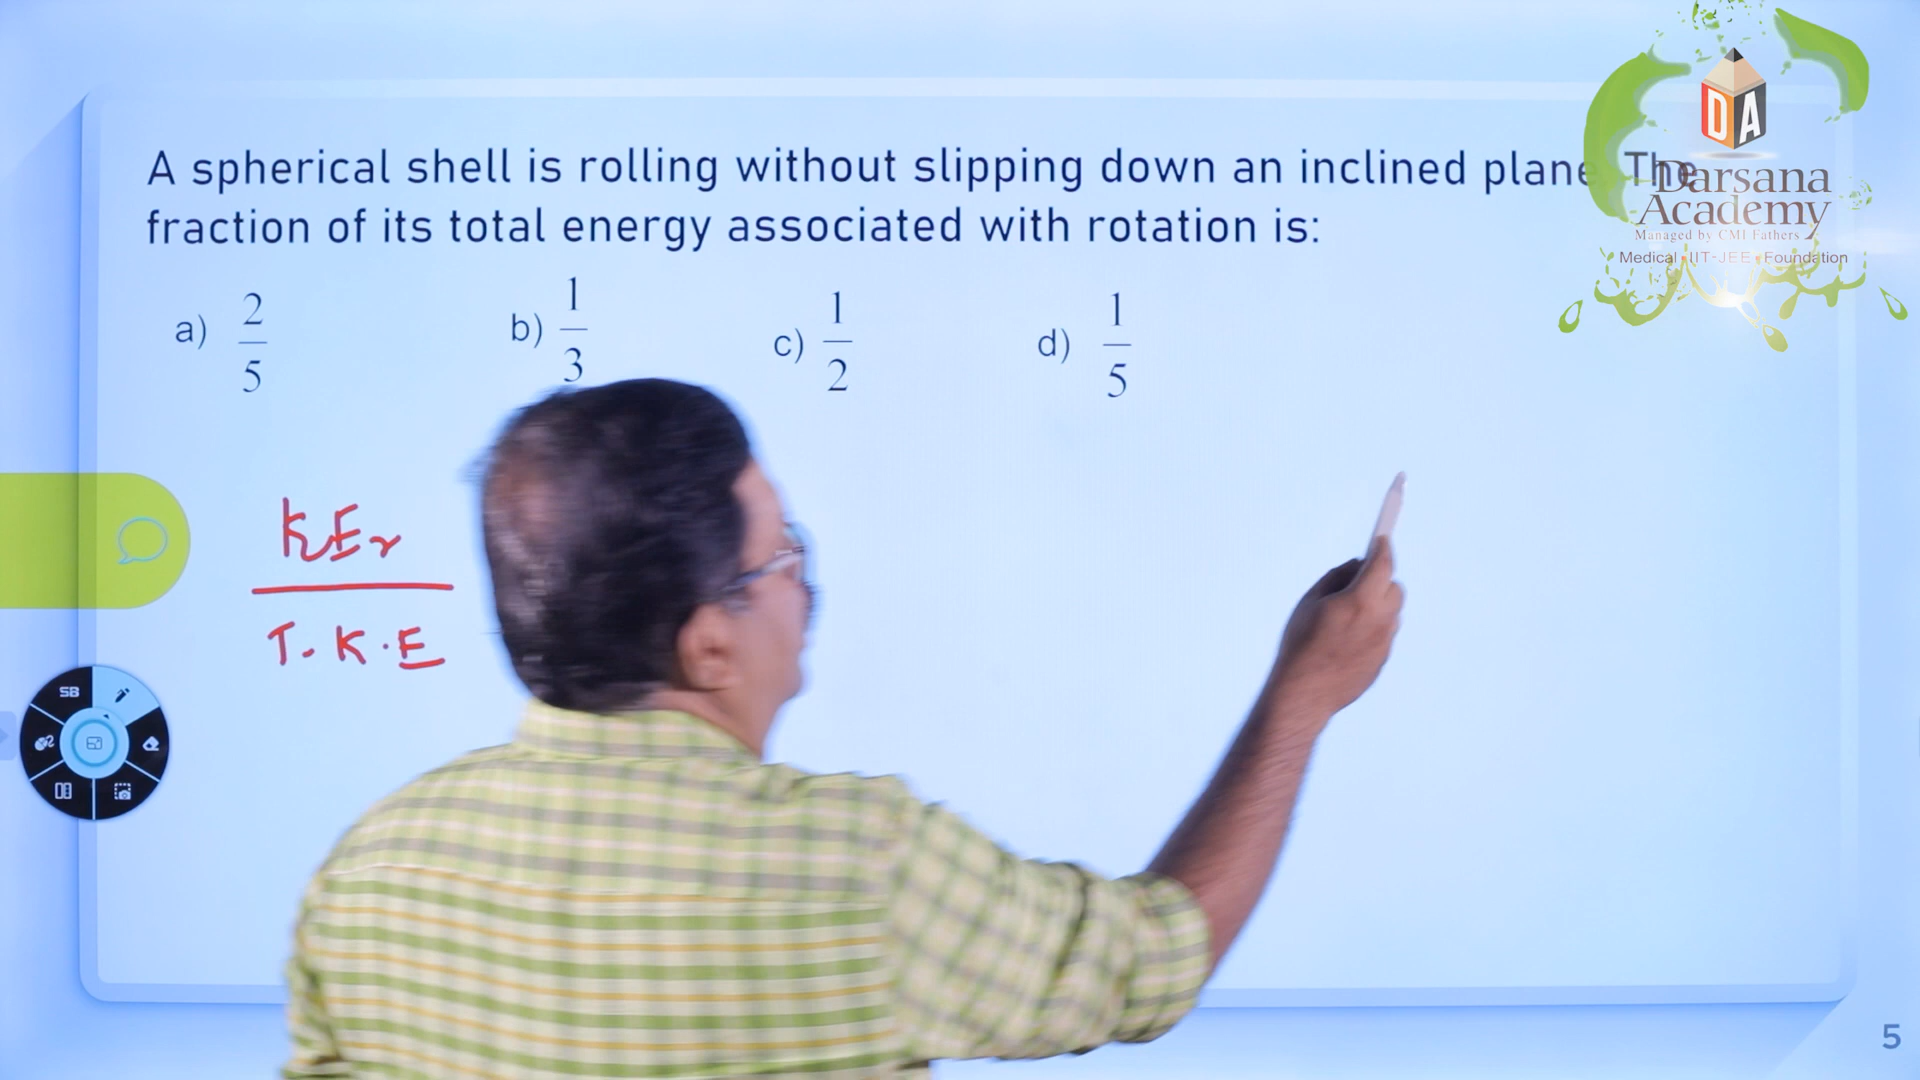 A spherical shell is rolling without slipping down an inclined plane The
fraction of its total energy associated with rotation is:
a) 2/5 b) 1/3 c) 1/2 d) 1/5
KEr
T. K. E
SB
DA
Darsana
Academy
Managed by CMI Fathers
Medical • IIT-JEE • Foundation
5